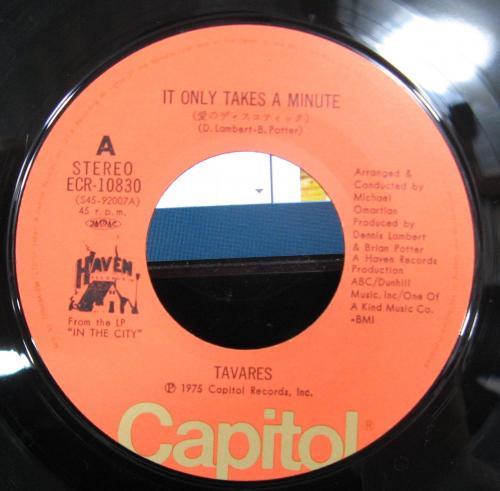 IT ONLY TAKES A MINUTE
(愛のディスコティック)
(D. Lambert-B. Potter)
A
STEREO
ECR-10830
(S45-92007A)
45 r.p.m.
JASRAC
HAVEN
From the LP
"IN THE CITY"
Arranged &
Conducted by
Michael
Omartian
Produced by
Dennis Lambert
& Brian Potter
A Haven Records
Production
ABC/Dunhill
Music, Inc/One Of
A Kind Music Co.
-BMI
TAVARES
Ⓟ 1975 Capitol Records, Inc.
Capitol®